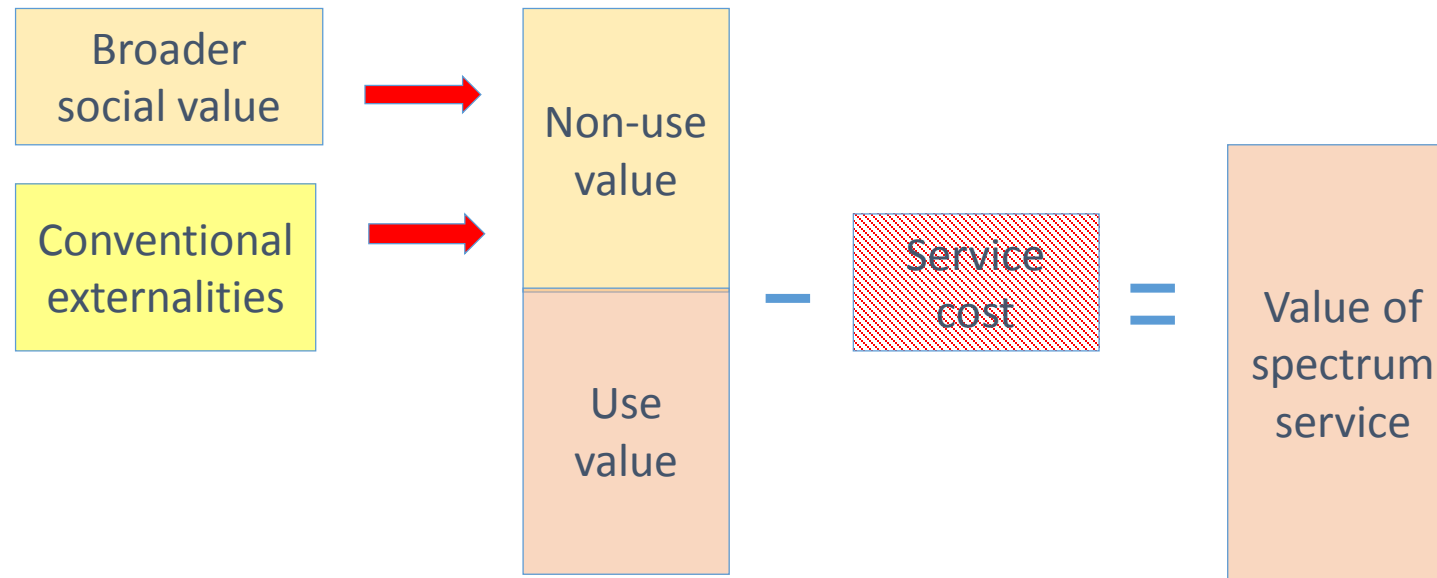 Broader
social value
Conventional
externalities
Non-use
value
Use
value
Service
cost
Value of
spectrum
service